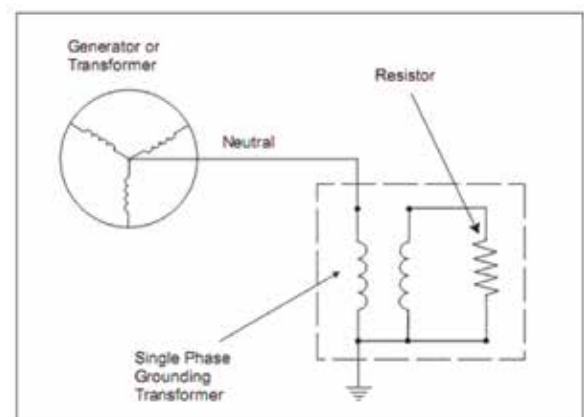 Generator or
Transformer
Resistor
Neutral
Single Phase
Grounding
Transformer